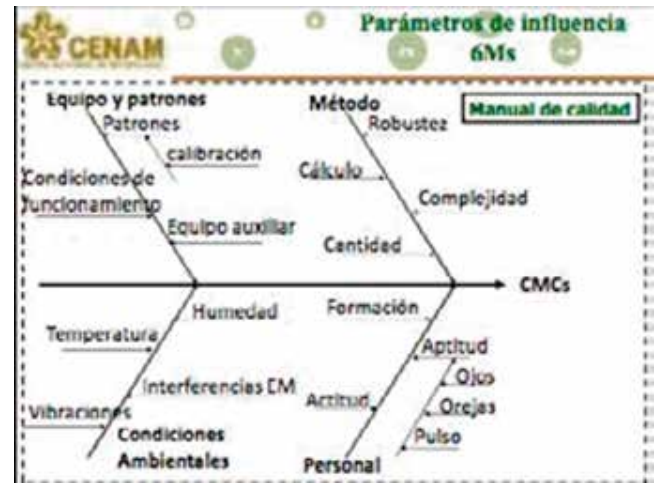 CENAM
Parámetros de influencia
6Ms
Equipo y patrones
Patrones
calibración
Condiciones de
funcionamiento
Equipo auxiliar
Método
Manual de calidad
Robustez
Cálculo
Complejidad
Cantidad
CMCs
Humedad
Temperatura
Interferencias EM
Vibraciones
Condiciones
Ambientales
Formación
Aptitud
Ojos
Orejas
Pulso
Actitud
Personal